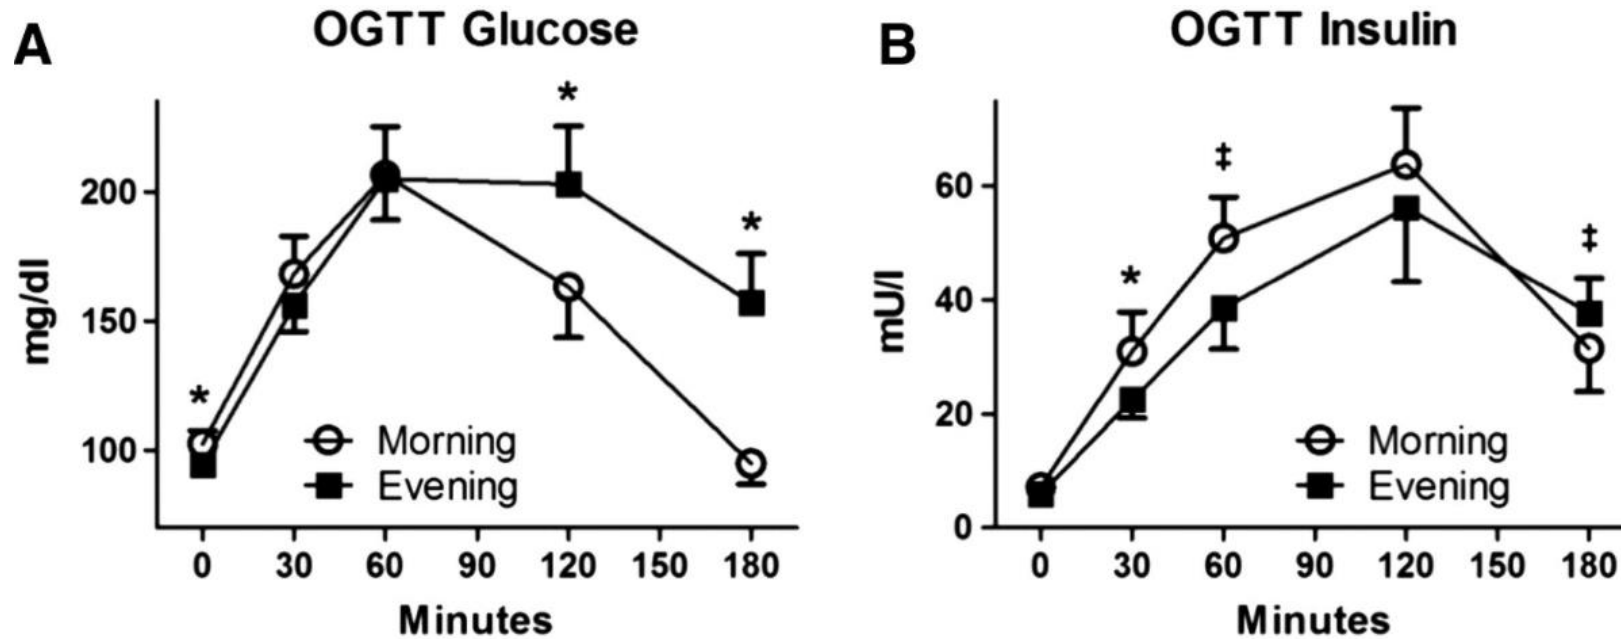 A
OGTT Glucose
mg/dl
200
150
100
*
*
*
Morning
Evening
0 30 60 90 120 150 180
Minutes
B
OGTT Insulin
mU/l
60
40
20
0
*
‡
‡
Morning
Evening
0 30 60 90 120 150 180
Minutes